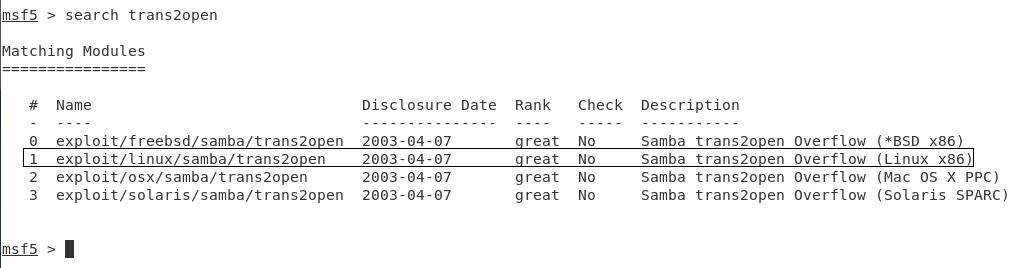 msf5 > search trans2open
Matching Modules
================
# Name Disclosure Date Rank Check Description
- ---- --------------- ---- ----- -----------
0 exploit/freebsd/samba/trans2open 2003-04-07 great No Samba trans2open Overflow (*BSD x86)
1 exploit/linux/samba/trans2open 2003-04-07 great No Samba trans2open Overflow (Linux x86)
2 exploit/osx/samba/trans2open 2003-04-07 great No Samba trans2open Overflow (Mac OS X PPC)
3 exploit/solaris/samba/trans2open 2003-04-07 great No Samba trans2open Overflow (Solaris SPARC)
msf5 >